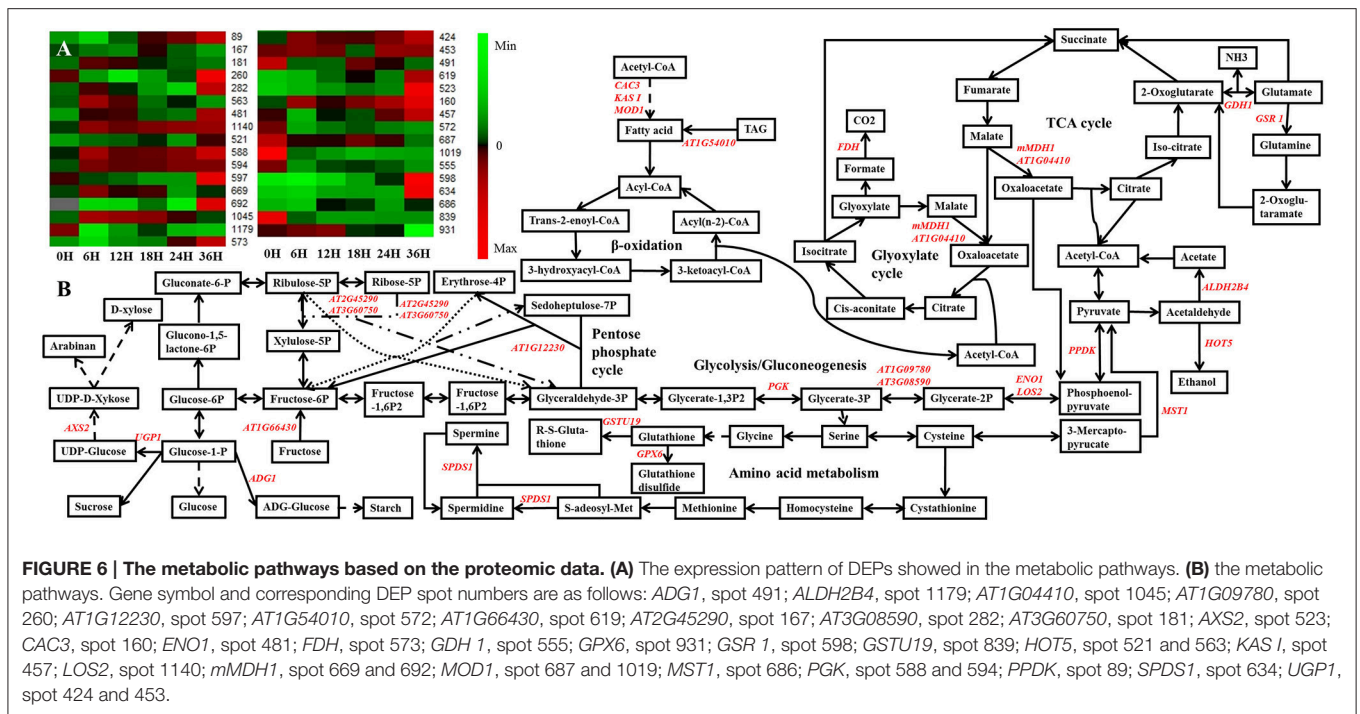 A
89
167
181
260
282
563
481
1140
521
588
594
597
669
692
1045
1179
573
0H 6H 12H 18H 24H 36H
424
453
491
619
523
160
457
572
687
1019
555
598
634
686
839
931
0H 6H 12H 18H 24H 36H
Min
0
Max
B
Acetyl-CoA
CAC3
KAS I
MOD1
Fatty acid
TAG
AT1G54010
Acyl-CoA
Trans-2-enoyl-CoA
Acyl(n-2)-CoA
β-oxidation
3-hydroxyacyl-CoA
3-ketoacyl-CoA
CO2
FDH
Formate
Glyoxylate
Malate
mMDH1
AT1G04410
Isocitrate
Glyoxylate
cycle
Oxaloacetate
Cis-aconitate
Citrate
Acetyl-CoA
Succinate
NH3
Fumarate
2-Oxoglutarate
Glutamate
GDH1
GSR 1
Malate
TCA cycle
mMDH1
AT1G04410
Iso-citrate
Glutamine
Oxaloacetate
Citrate
2-Oxoglu-
taramate
Acetyl-CoA
Acetate
ALDH2B4
Pyruvate
Acetaldehyde
PPDK
HOT5
Ethanol
MST1
Gluconate-6-P
Ribulose-5P
Ribose-5P
Erythrose-4P
D-xylose
AT2G45290
AT3G60750
AT2G45290
AT3G60750
Sedoheptulose-7P
Glucono-1,5-
lactone-6P
Arabinan
Xylulose-5P
Pentose
phosphate
cycle
AT1G12230
Glycolysis/Gluconeogenesis
UDP-D-Xykose
Glucose-6P
Fructose-6P
Fructose
-1,6P2
Fructose
-1,6P2
Glyceraldehyde-3P
Glycerate-1,3P2
PGK
Glycerate-3P
AT1G09780
AT3G08590
Glycerate-2P
ENO1
LOS2
Phosphoenol-
pyruvate
AXS2
UGP1
AT1G66430
UDP-Glucose
Glucose-1-P
Fructose
ADG1
Sucrose
Glucose
ADG-Glucose
Starch
Spermine
R-S-Gluta-
thione
GSTU19
Glutathione
Glycine
Serine
Cysteine
3-Mercapto-
pyrucate
GPX6
Glutathione
disulfide
Amino acid metabolism
SPDS1
SPDS1
Spermidine
S-adeosyl-Met
Methionine
Homocysteine
Cystathionine
FIGURE 6 | The metabolic pathways based on the proteomic data. (A) The expression pattern of DEPs showed in the metabolic pathways. (B) the metabolic
pathways. Gene symbol and corresponding DEP spot numbers are as follows: ADG1, spot 491; ALDH2B4, spot 1179; AT1G04410, spot 1045; AT1G09780, spot
260; AT1G12230, spot 597; AT1G54010, spot 572; AT1G66430, spot 619; AT2G45290, spot 167; AT3G08590, spot 282; AT3G60750, spot 181; AXS2, spot 523;
CAC3, spot 160; ENO1, spot 481; FDH, spot 573; GDH 1, spot 555; GPX6, spot 931; GSR 1, spot 598; GSTU19, spot 839; HOT5, spot 521 and 563; KAS I, spot
457; LOS2, spot 1140; mMDH1, spot 669 and 692; MOD1, spot 687 and 1019; MST1, spot 686; PGK, spot 588 and 594; PPDK, spot 89; SPDS1, spot 634; UGP1,
spot 424 and 453.